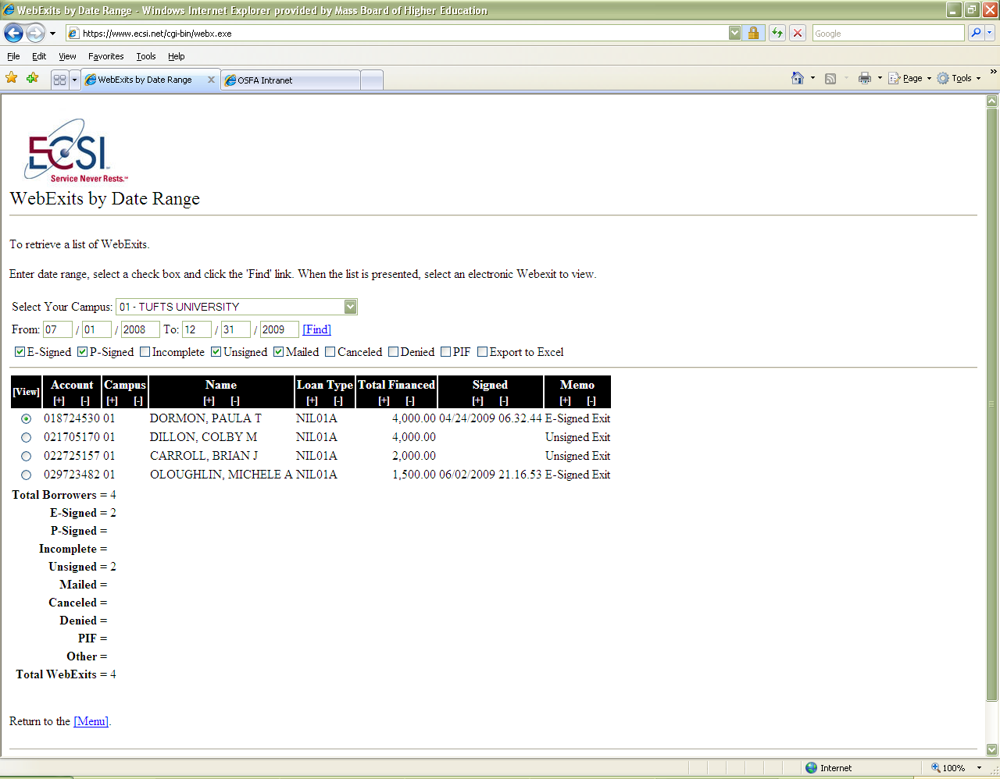 WebExits by Date Range - Windows Internet Explorer provided by Mass Board of Higher Education
https://www.ecsi.net/cgi-bin/webx.exe
Google
File Edit View Favorites Tools Help
WebExits by Date Range
OSFA Intranet
Page Tools
ECSI
Service Never Rests.℠
WebExits by Date Range
To retrieve a list of WebExits.
Enter date range, select a check box and click the 'Find' link. When the list is presented, select an electronic Webexit to view.
Select Your Campus: 01 - TUFTS UNIVERSITY
From: 07 / 01 / 2008 To: 12 / 31 / 2009 [Find]
E-Signed P-Signed Incomplete Unsigned Mailed Canceled Denied PIF Export to Excel
[View] Account Campus Name Loan Type Total Financed Signed Memo
[+] [-] [+] [-] [+] [-] [+] [-] [+] [-] [+] [-] [+] [-]
018724530 01 DORMON, PAULA T NIL01A 4,000.00 04/24/2009 06.32.44 E-Signed Exit
021705170 01 DILLON, COLBY M NIL01A 4,000.00 Unsigned Exit
022725157 01 CARROLL, BRIAN J NIL01A 2,000.00 Unsigned Exit
029723482 01 OLOUGHLIN, MICHELE A NIL01A 1,500.00 06/02/2009 21.16.53 E-Signed Exit
Total Borrowers = 4
E-Signed = 2
P-Signed =
Incomplete =
Unsigned = 2
Mailed =
Canceled =
Denied =
PIF =
Other =
Total WebExits = 4
Return to the [Menu].
Internet
100%